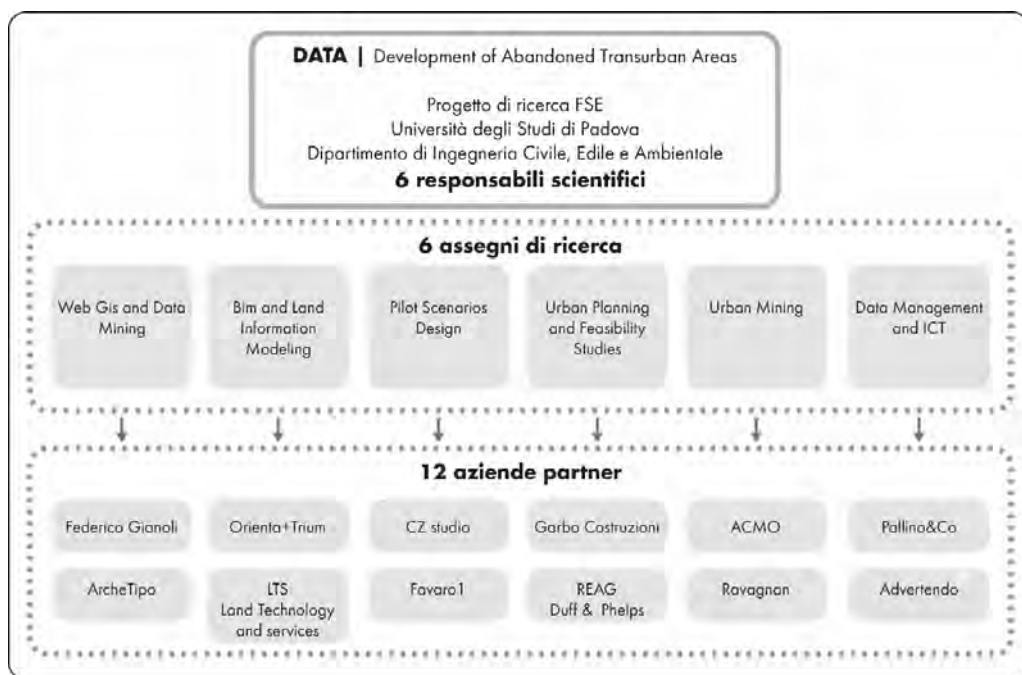 DATA | Development of Abandoned Transurban Areas
Progetto di ricerca FSE
Università degli Studi di Padova
Dipartimento di Ingegneria Civile, Edile e Ambientale
6 responsabili scientifici
6 assegni di ricerca
Web Gis and Data
Mining
Bim and Land
Information
Modeling
Pilot Scenarios
Design
Urban Planning
and Feasibility
Studies
Urban Mining
Data Management
and ICT
12 aziende partner
Federico Gianoli
Orienta+Trium
CZ studio
Garbo Costruzioni
ACMO
Pallino&Co
ArcheTipo
LTS
Land Technology
and services
Favaro1
REAG
Duff & Phelps
Ravagnan
Advertendo